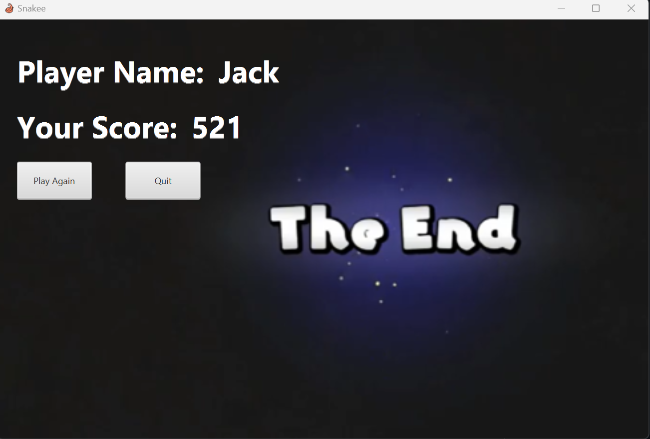 Snakee
Player Name: Jack
Your Score: 521
Play Again
Quit
The End